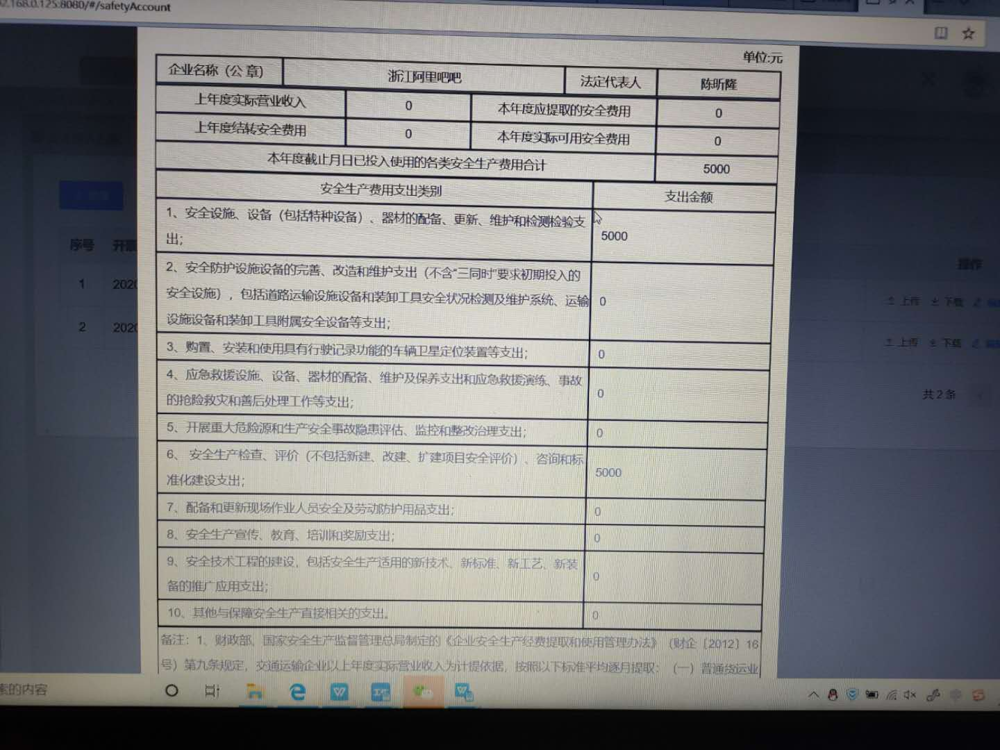 2.168.0.125:8080/#/safetyAccount
单位:元
企业名称（公 章） 浙江阿里吧吧 法定代表人 陈昕隆
上年度实际营业收入 0 本年度应提取的安全费用 0
上年度结转安全费用 0 本年度实际可用安全费用 0
本年度截止月日已投入使用的各类安全生产费用合计 5000
安全生产费用支出类别 支出金额
1、安全设施、设备（包括特种设备）、器材的配备、更新、维护和检测检验支
出；
5000
2、安全防护设施设备的完善、改造和维护支出（不含“三同时”要求初期投入的
安全设施），包括道路运输设施设备和装卸工具安全状况检测及维护系统、运输
设施设备和装卸工具附属安全设备等支出；
0
3、购置、安装和使用具有行驶记录功能的车辆卫星定位装置等支出； 0
4、应急救援设施、设备、器材的配备、维护及保养支出和应急救援演练、事故
的抢险救灾和善后处理工作等支出；
0
5、开展重大危险源和生产安全事故隐患评估、监控和整改治理支出； 0
6、 安全生产检查、评价（不包括新建、改建、扩建项目安全评价）、咨询和标
准化建设支出；
5000
7、配备和更新现场作业人员安全及劳动防护用品支出； 0
8、安全生产宣传、教育、培训和奖励支出； 0
9、安全技术工程的建设，包括安全生产适用的新技术、新标准、新工艺、新装
备的推广应用支出；
0
10、其他与保障安全生产直接相关的支出。 0
备注：1、财政部、国家安全生产监督管理总局制定的《企业安全生产经费提取和使用管理办法》（财企〔2012〕16
号）第九条规定，交通运输企业以上年度实际营业收入为计提依据，按照以下标准平均逐月提取：（一）普通货运业
序号 开票
1 2020
2 2020
操作
上传 下载
上传 下载
共 2 条
索的内容